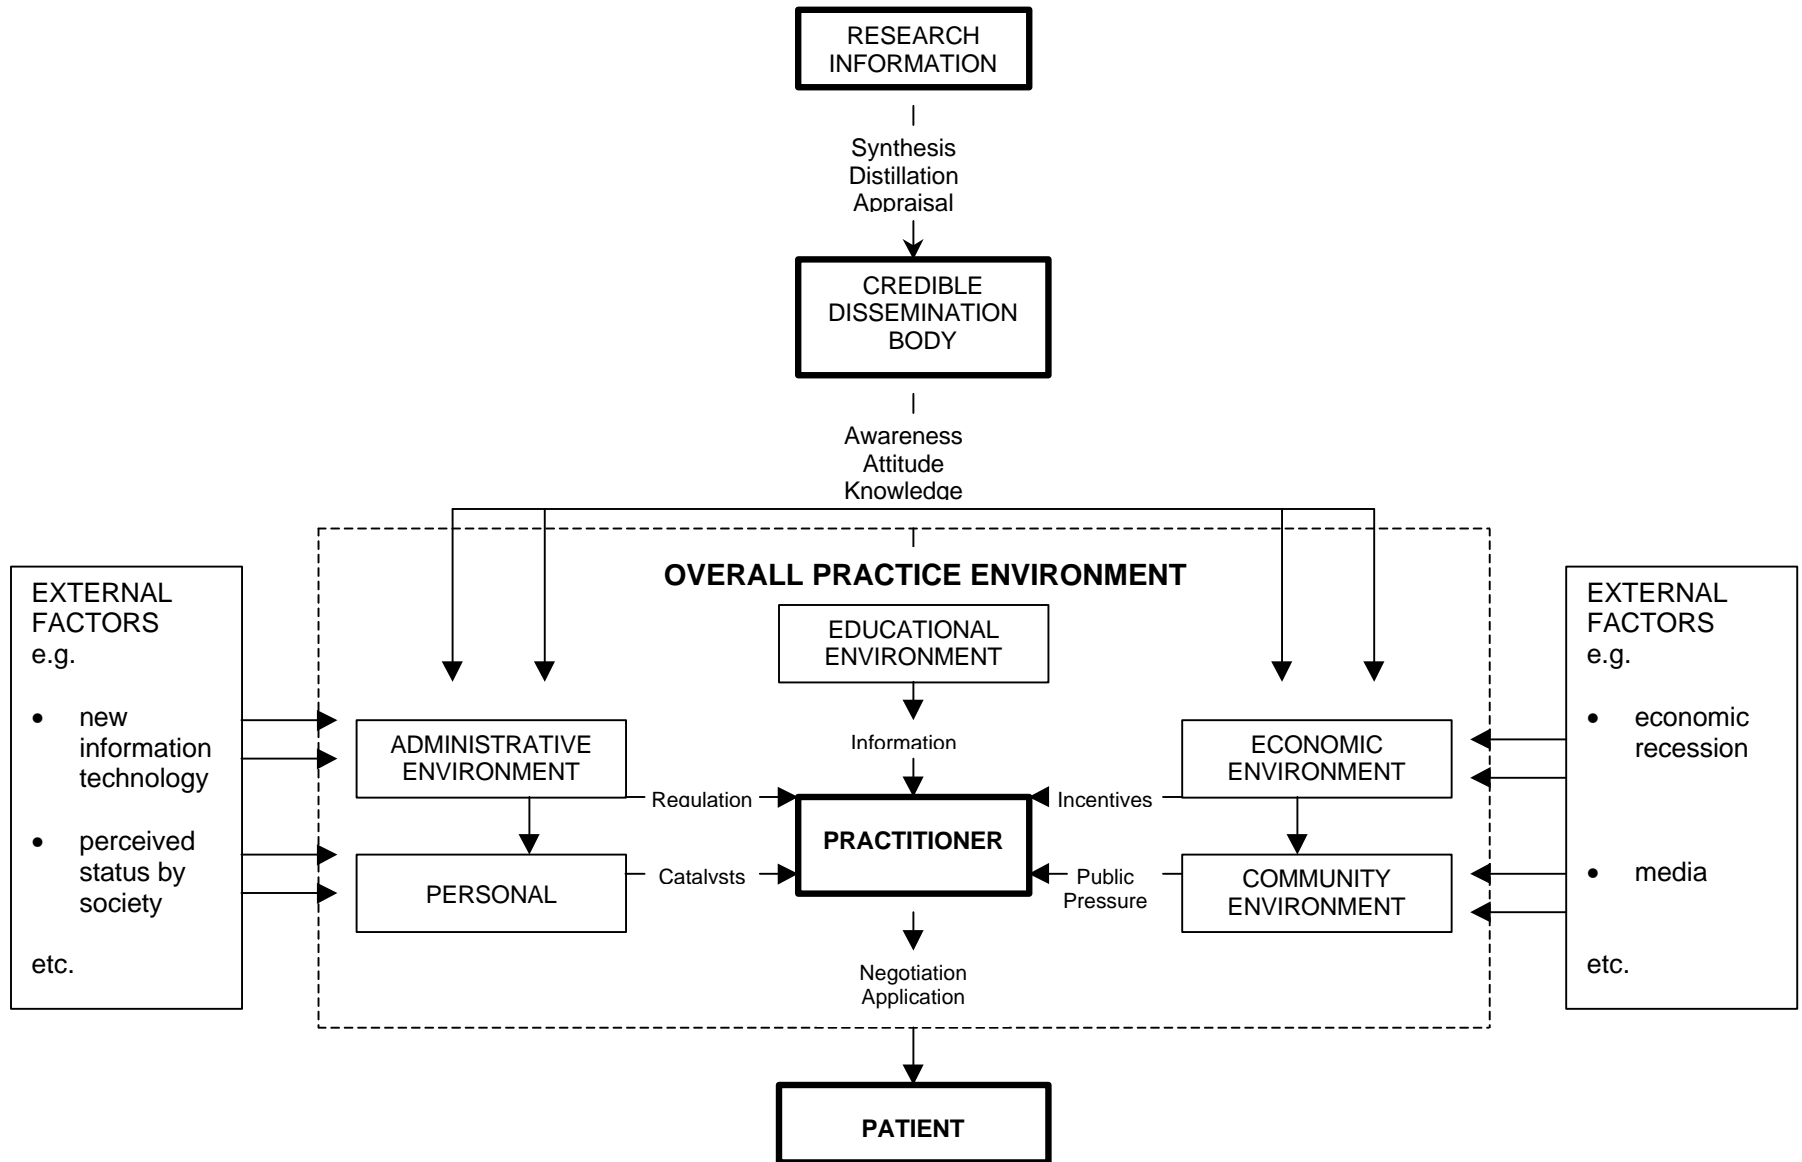 RESEARCH
INFORMATION
Synthesis
Distillation
Appraisal
CREDIBLE
DISSEMINATION
BODY
Awareness
Attitude
Knowledge
OVERALL PRACTICE ENVIRONMENT
EXTERNAL
FACTORS
e.g.
• new
information
technology
• perceived
status by
society
etc.
EDUCATIONAL
ENVIRONMENT
Information
ADMINISTRATIVE
ENVIRONMENT
Regulation
PERSONAL
Catalysts
PRACTITIONER
Incentives
ECONOMIC
ENVIRONMENT
Public
Pressure
COMMUNITY
ENVIRONMENT
Negotiation
Application
EXTERNAL
FACTORS
e.g.
• economic
recession
• media
etc.
PATIENT